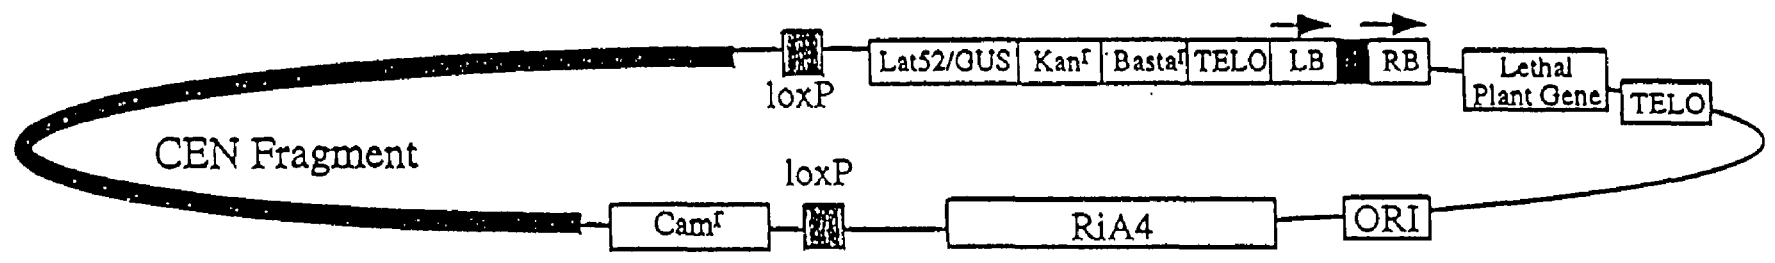 loxP
Lat52/GUS
Kanʳ
Bastaʳ
TELO
LB
RB
Lethal
Plant Gene
TELO
CEN Fragment
loxP
Camʳ
RiA4
ORI